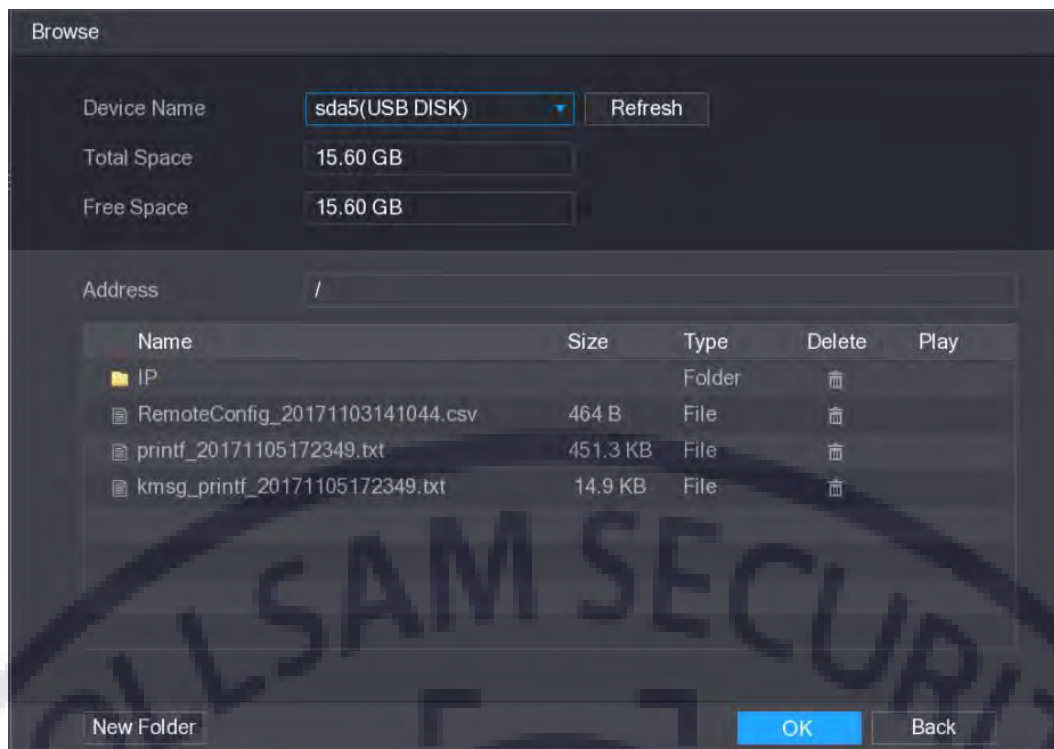 Browse
Device Name sda5(USB DISK) Refresh
Total Space 15.60 GB
Free Space 15.60 GB
Address /
Name Size Type Delete Play
IP Folder
RemoteConfig_20171103141044.csv 464 B File
printf_20171105172349.txt 451.3 KB File
kmsg_printf_20171105172349.txt 14.9 KB File
OLLSAM SECURI
New Folder OK Back